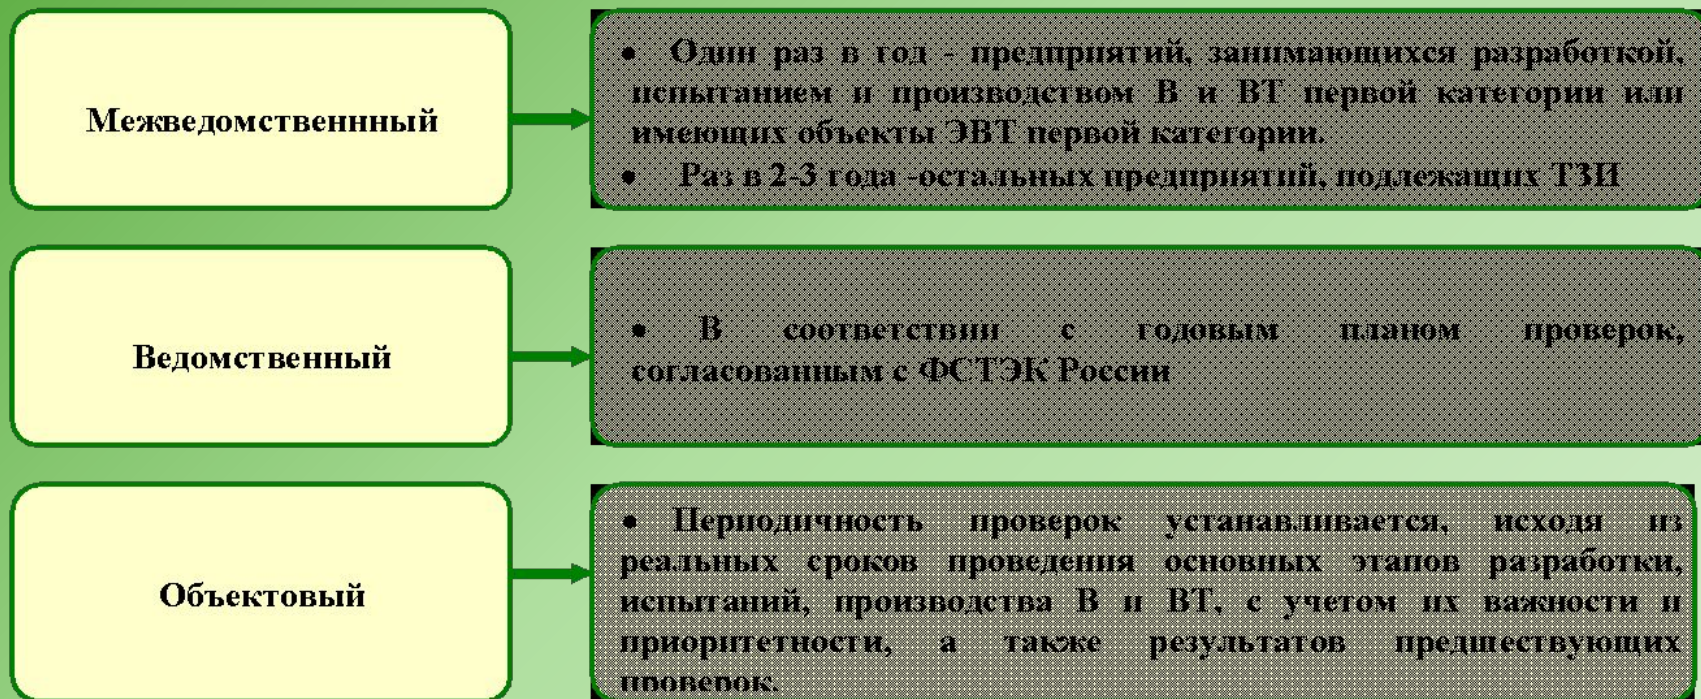 Межведомственнный
• Один раз в год - предприятий, занимающихся разработкой,
испытанием и производством В и ВТ первой категории или
имеющих объекты ЭВТ первой категории.
• Раз в 2-3 года -остальных предприятий, подлежащих ТЗИ
Ведомственный
• В соответствии с годовым планом проверок,
согласованным с ФСТЭК России
Объектовый
• Периодичность проверок устанавливается, исходя из
реальных сроков проведения основных этапов разработки,
испытаний, производства В и ВТ, с учетом их важности и
приоритетности, а также результатов предшествующих
проверок.